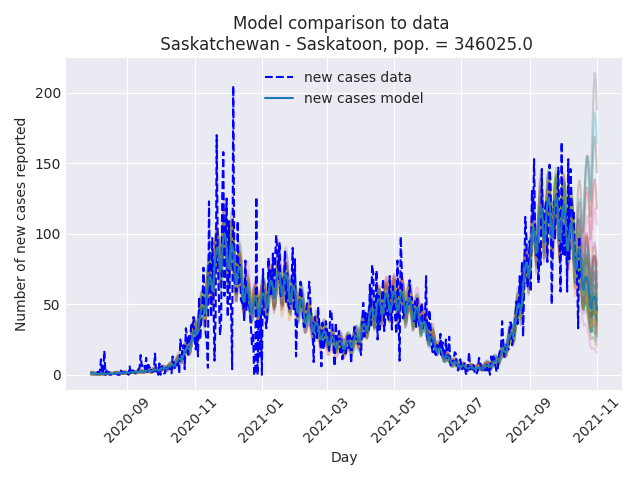 Model comparison to data
Saskatchewan - Saskatoon, pop. = 346025.0
new cases data
new cases model
Number of new cases reported
200
150
100
50
0
2020-09
2020-11
2021-01
2021-03
2021-05
2021-07
2021-09
2021-11
Day